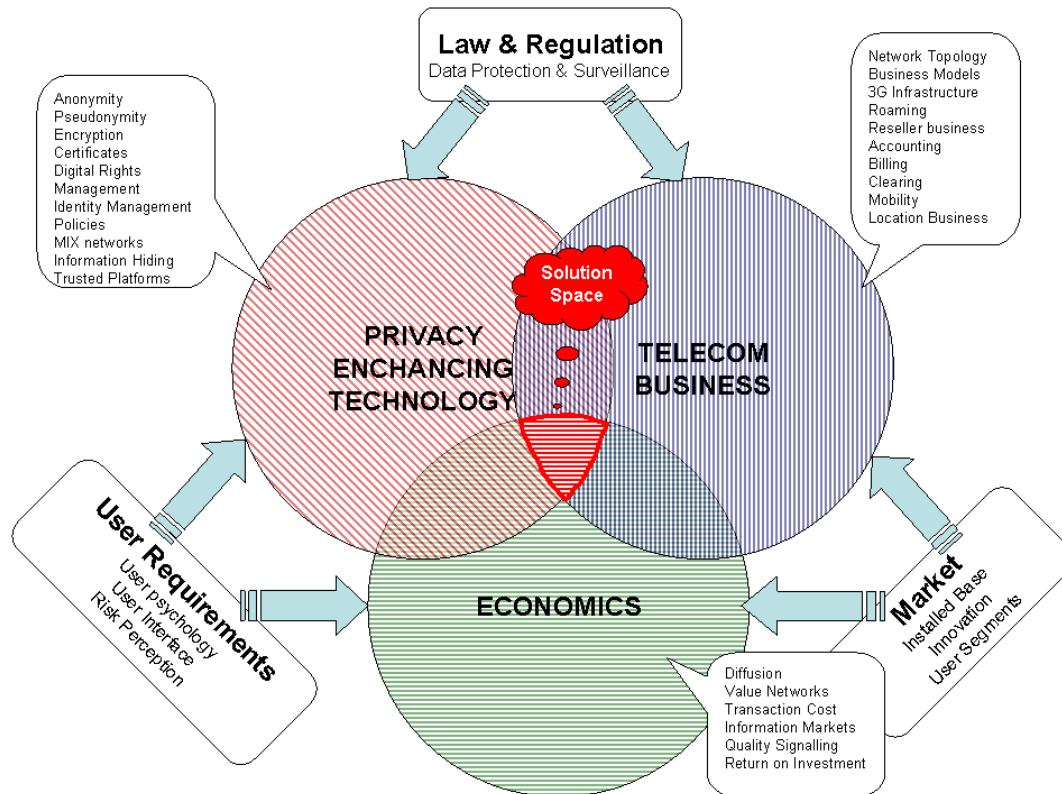 Law & Regulation
Data Protection & Surveillance
Anonymity
Pseudonymity
Encryption
Certificates
Digital Rights
Management
Identity Management
Policies
MIX networks
Information Hiding
Trusted Platforms
Network Topology
Business Models
3G Infrastructure
Roaming
Reseller business
Accounting
Billing
Clearing
Mobility
Location Business
Solution
Space
PRIVACY
ENCHANCING
TECHNOLOGY
TELECOM
BUSINESS
ECONOMICS
User Requirements
User psychology
User Interface
Risk Perception
Market
Installed Base
Innovation
User Segments
Diffusion
Value Networks
Transaction Cost
Information Markets
Quality Signalling
Return on Investment